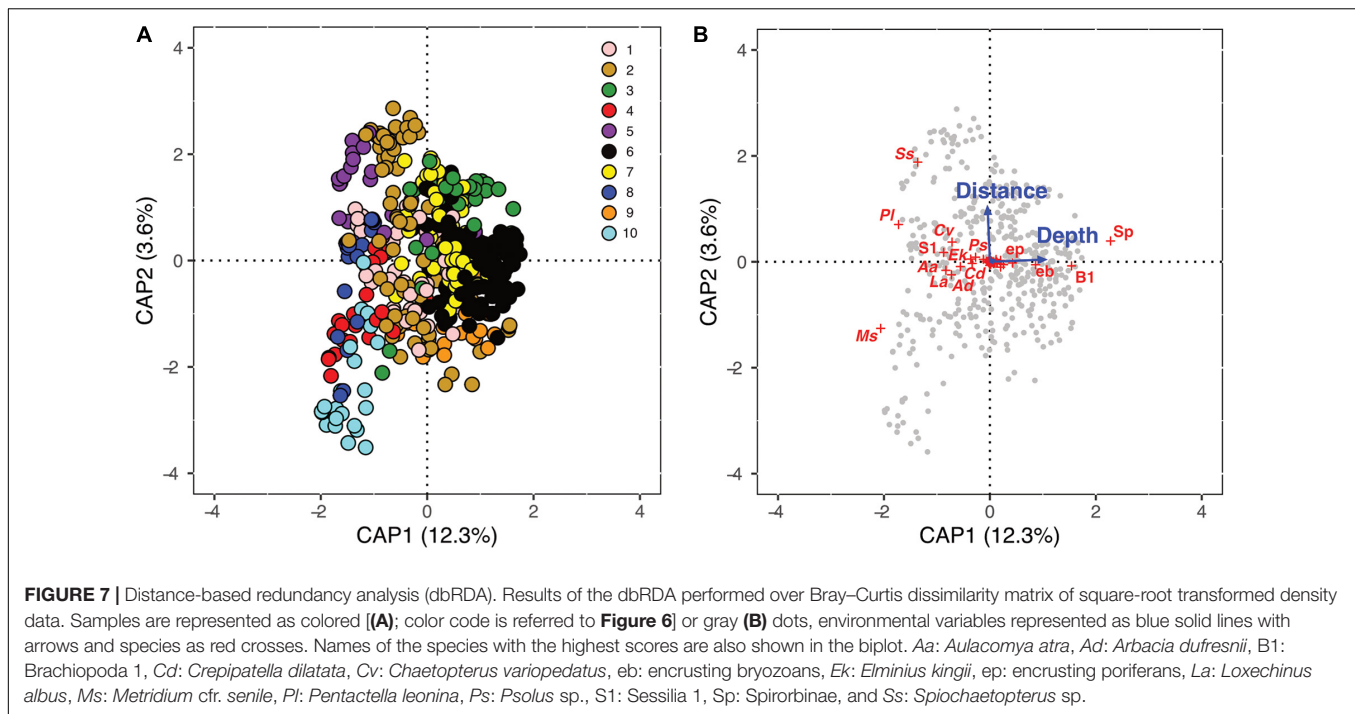 A
B
4
2
0
−2
−4
CAP2 (3.6%)
−4
−2
0
2
4
CAP1 (12.3%)
1
2
3
4
5
6
7
8
9
10
4
2
0
−2
−4
CAP2 (3.6%)
−4
−2
0
2
4
CAP1 (12.3%)
Ss
Distance
Pl
Cv
Ps
ep
Depth
Sp
S1
Ek
Aa
Cd
eb
B1
La
Ad
Ms
FIGURE 7 | Distance-based redundancy analysis (dbRDA). Results of the dbRDA performed over Bray–Curtis dissimilarity matrix of square-root transformed density
data. Samples are represented as colored [(A); color code is referred to Figure 6] or gray (B) dots, environmental variables represented as blue solid lines with
arrows and species as red crosses. Names of the species with the highest scores are also shown in the biplot. Aa: Aulacomya atra, Ad: Arbacia dufresnii, B1:
Brachiopoda 1, Cd: Crepipatella dilatata, Cv: Chaetopterus variopedatus, eb: encrusting bryozoans, Ek: Elminius kingii, ep: encrusting poriferans, La: Loxechinus
albus, Ms: Metridium cfr. senile, Pl: Pentactella leonina, Ps: Psolus sp., S1: Sessilia 1, Sp: Spirorbinae, and Ss: Spiochaetopterus sp.